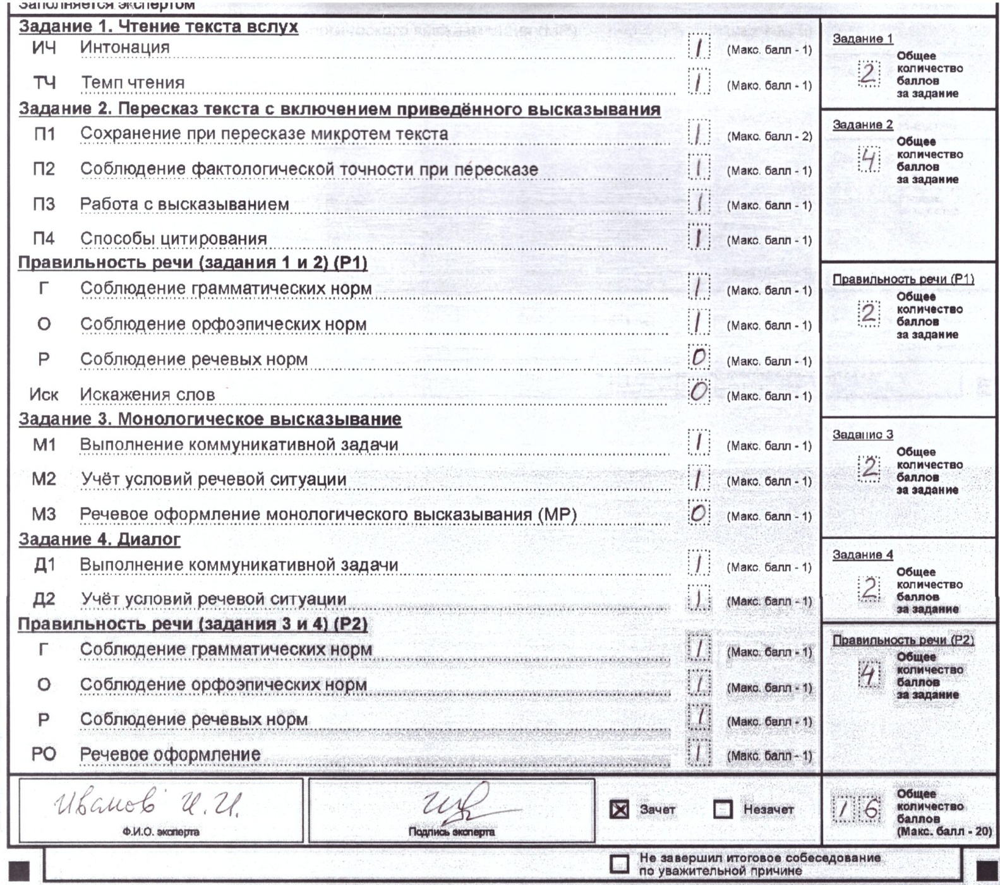 Заполняется экспертом
Задание 1. Чтение текста вслух
ИЧ Интонация 1 (Макс. балл - 1)
ТЧ Темп чтения 1 (Макс. балл - 1)
Задание 1
2
Общее
количество
баллов
за задание
Задание 2. Пересказ текста с включением приведённого высказывания
П1 Сохранение при пересказе микротем текста 1 (Макс. балл - 2)
П2 Соблюдение фактологической точности при пересказе 1 (Макс. балл - 1)
П3 Работа с высказыванием 1 (Макс. балл - 1)
П4 Способы цитирования 1 (Макс. балл - 1)
Задание 2
4
Общее
количество
баллов
за задание
Правильность речи (задания 1 и 2) (Р1)
Г Соблюдение грамматических норм 1 (Макс. балл - 1)
О Соблюдение орфоэпических норм 1 (Макс. балл - 1)
Р Соблюдение речевых норм 0 (Макс. балл - 1)
Иск Искажения слов 0 (Макс. балл - 1)
Правильность речи (Р1)
2
Общее
количество
баллов
за задание
Задание 3. Монологическое высказывание
М1 Выполнение коммуникативной задачи 1 (Макс. балл - 1)
М2 Учёт условий речевой ситуации 1 (Макс. балл - 1)
М3 Речевое оформление монологического высказывания (МР) 0 (Макс. балл - 1)
Задание 3
2
Общее
количество
баллов
за задание
Задание 4. Диалог
Д1 Выполнение коммуникативной задачи 1 (Макс. балл - 1)
Д2 Учёт условий речевой ситуации 1 (Макс. балл - 1)
Задание 4
2
Общее
количество
баллов
за задание
Правильность речи (задания 3 и 4) (Р2)
Г Соблюдение грамматических норм 1 (Макс. балл - 1)
О Соблюдение орфоэпических норм 1 (Макс. балл - 1)
Р Соблюдение речевых норм 1 (Макс. балл - 1)
РО Речевое оформление 1 (Макс. балл - 1)
Правильность речи (Р2)
4
Общее
количество
баллов
за задание
Иванов И.И.
Ф.И.О. эксперта
Подпись эксперта
Зачет Незачет
16
Общее
количество
баллов
(Макс. балл - 20)
Не завершил итоговое собеседование
по уважительной причине